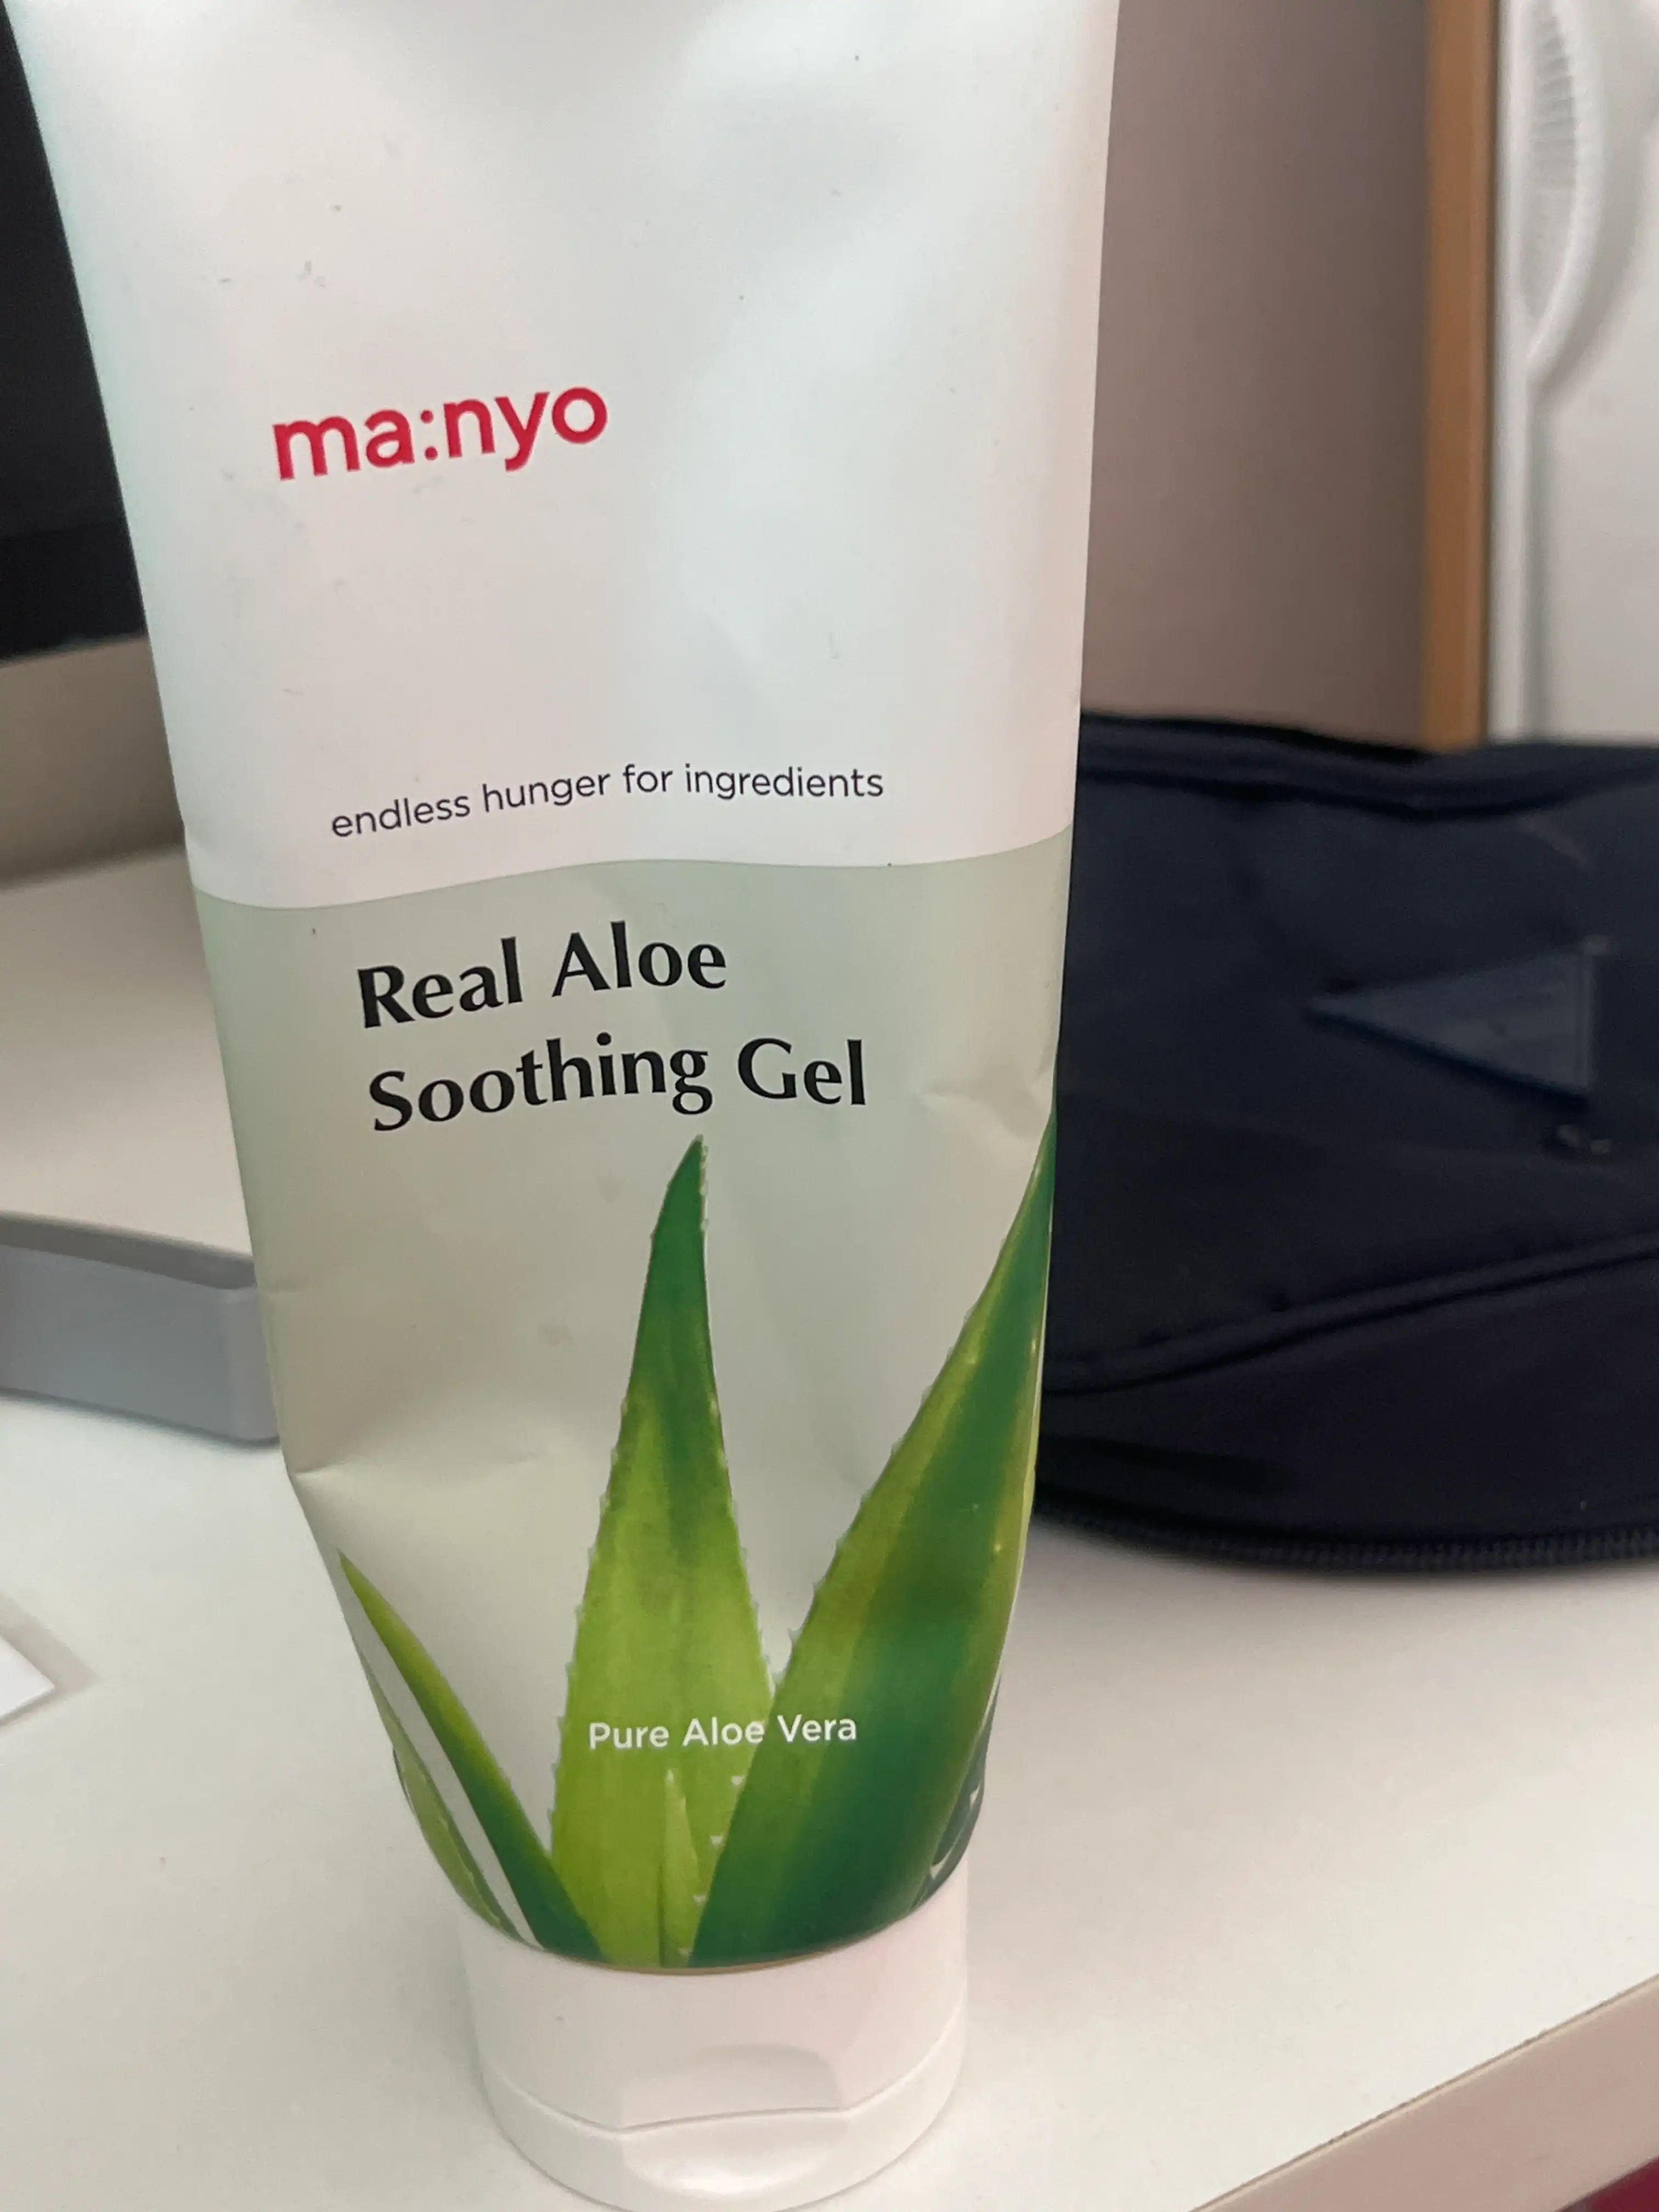 ma:nyo
endless hunger for ingredients
Real Aloe
Soothing Gel
Pure Aloe Vera